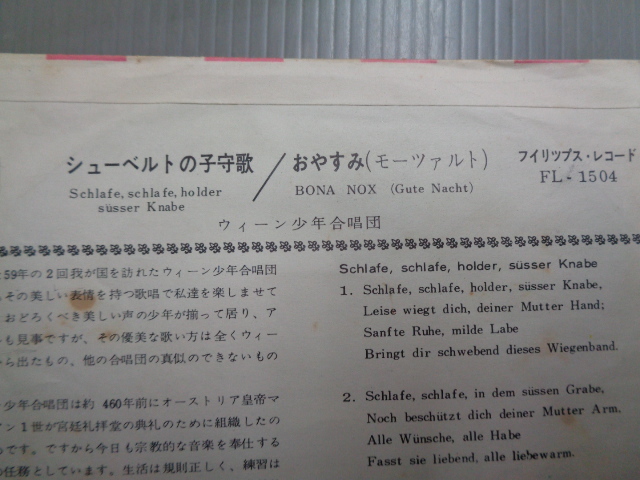 シューベルトの子守歌
Schlafe, schlafe, holder
süsser Knabe
おやすみ(モーツァルト)
BONA NOX (Gute Nacht)
フイリップス・レコード
FL-1504
ウィーン少年合唱団
59年の2回我が国を訪れたウィーン少年合唱団
その美しい表情を持つ歌唱で私達を楽しませて
おどろくべき美しい声の少年が揃って居り、ア
も見事ですが、その優美な歌い方は全くウィー
ら出たもの、他の合唱団の真似のできないもの
少年合唱団は約 460年前にオーストリア皇帝マ
ン1世が宮廷礼拝堂の典礼のために組織したの
です。ですから今日も宗教的な音楽を奉仕する
任務としています。生活は規則正しく、練習は
Schlafe, schlafe, holder, süsser Knabe
1. Schlafe, schlafe, holder, süsser Knabe,
Leise wiegt dich, deiner Mutter Hand;
Sanfte Ruhe, milde Labe
Bringt dir schwebend dieses Wiegenband.
2. Schlafe, schlafe, in dem süssen Grabe,
Noch beschützt dich deiner Mutter Arm,
Alle Wünsche, alle Habe
Fasst sie liebend, alle liebewarm.